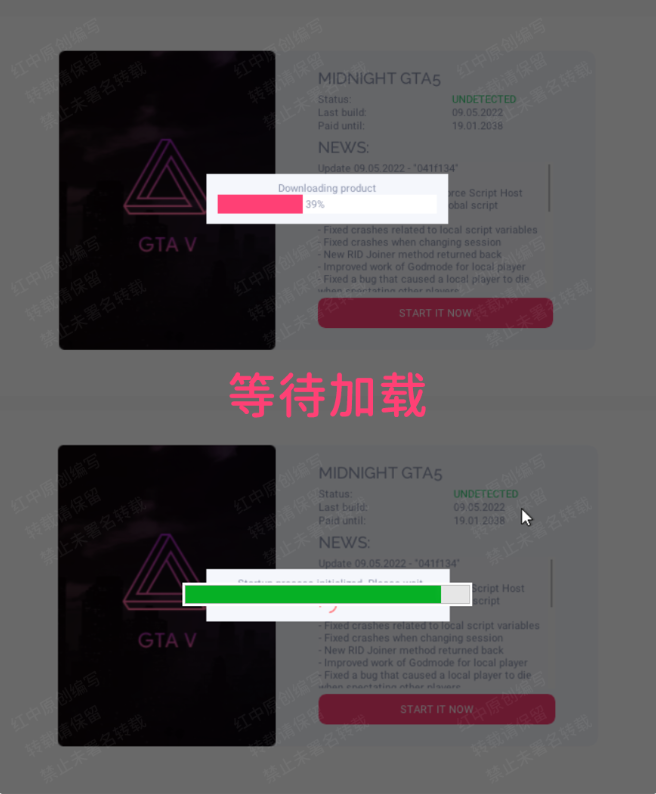 MIDNIGHT GTA5
Status: UNDETECTED
Last build: 09.05.2022
Paid until: 19.01.2038
NEWS:
Update 09.05.2022 - "041f134"
Downloading product
39%
orce Script Host
obal script
- Fixed crashes related to local script variables
- Fixed crashes when changing session
- New RID Joiner method returned back
- Improved work of Godmode for local player
- Fixed a bug that caused a local player to die
when spectating other players
GTA V
START IT NOW
等待加载
MIDNIGHT GTA5
Status: UNDETECTED
Last build: 09.05.2022
Paid until: 19.01.2038
NEWS:
Update 09.05.2022 - "041f134"
Startup process initialized. Please wait
Script Host
script
- Fixed crashes related to local script variables
- Fixed crashes when changing session
- New RID Joiner method returned back
- Improved work of Godmode for local player
- Fixed a bug that caused a local player to die
when spectating other players
GTA V
START IT NOW
红中原创编写
转载请保留
禁止未署名转载